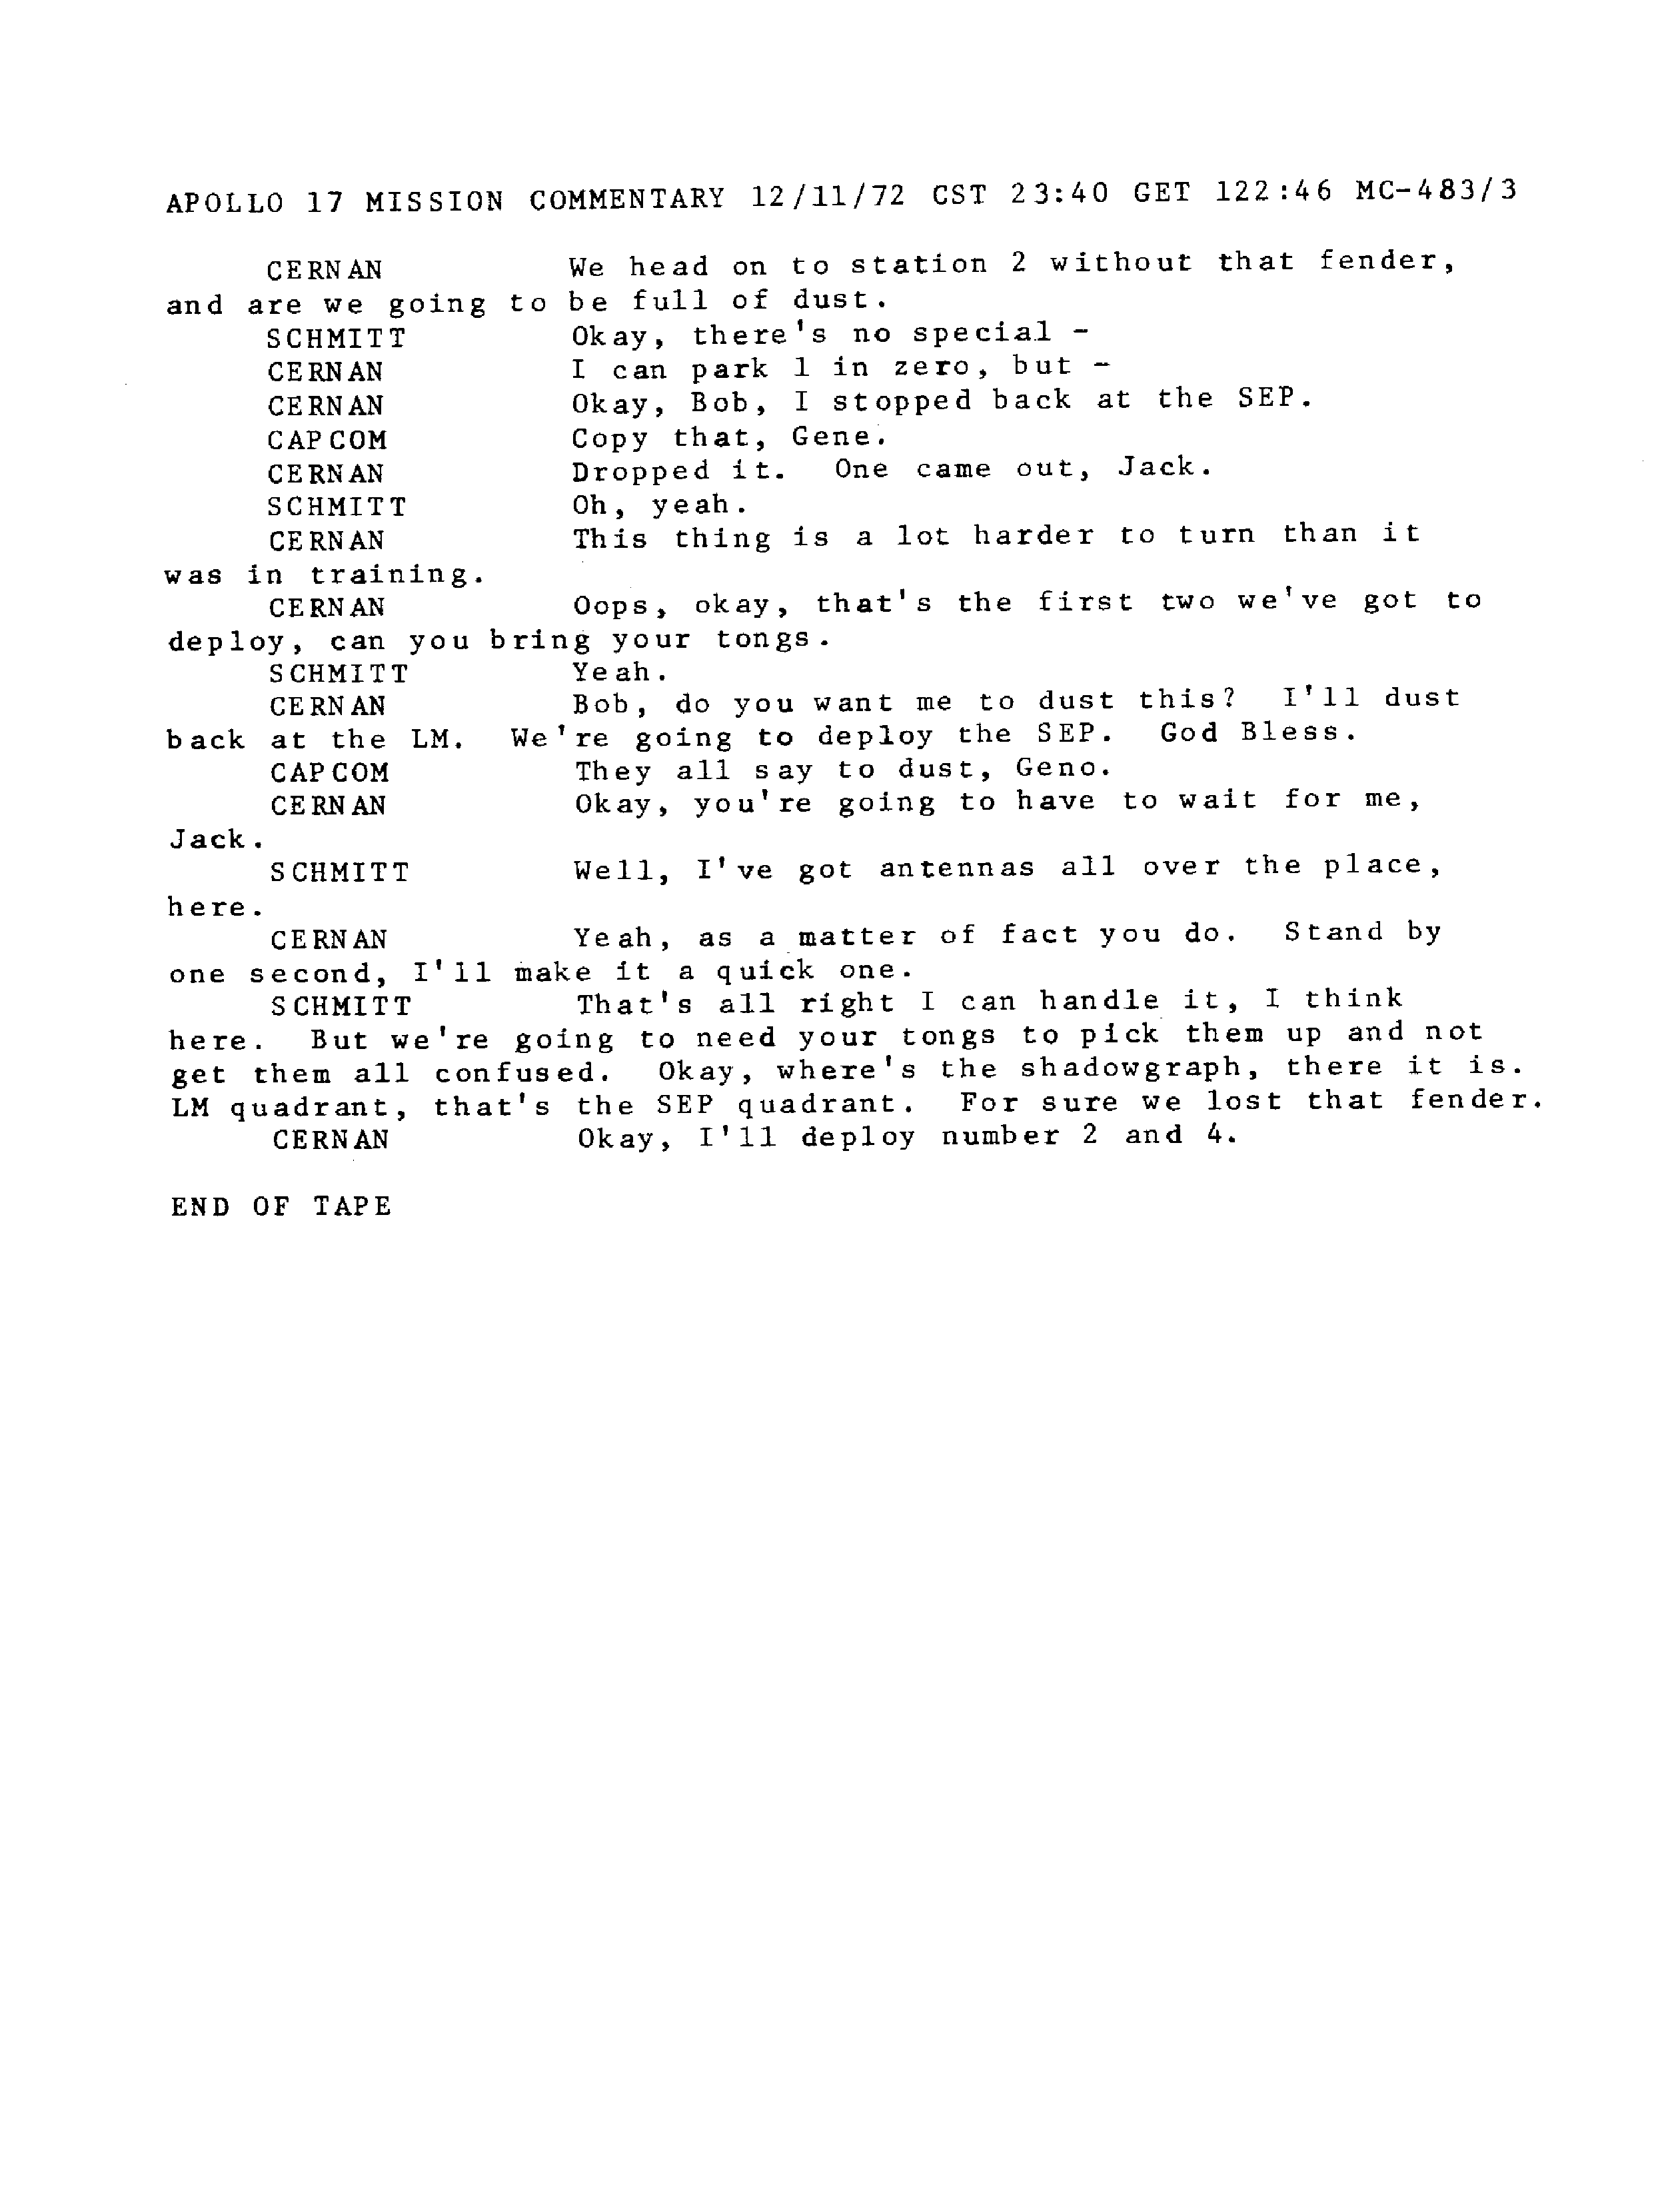 APOLLO 17 MISSION COMMENTARY 12/11/72 CST 23:40 GET 122:46 MC-483/3
CERNAN We head on to station 2 without that fender,
and are we going to be full of dust.
SCHMITT Okay, there's no special -
CERNAN I can park 1 in zero, but -
CERNAN Okay, Bob, I stopped back at the SEP.
CAPCOM Copy that, Gene.
CERNAN Dropped it. One came out, Jack.
SCHMITT Oh, yeah.
CERNAN This thing is a lot harder to turn than it
was in training.
CERNAN Oops, okay, that's the first two we've got to
deploy, can you bring your tongs.
SCHMITT Yeah.
CERNAN Bob, do you want me to dust this? I'll dust
back at the LM. We're going to deploy the SEP. God Bless.
CAPCOM They all say to dust, Geno.
CERNAN Okay, you're going to have to wait for me,
Jack.
SCHMITT Well, I've got antennas all over the place,
here.
CERNAN Yeah, as a matter of fact you do. Stand by
one second, I'll make it a quick one.
SCHMITT That's all right I can handle it, I think
here. But we're going to need your tongs to pick them up and not
get them all confused. Okay, where's the shadowgraph, there it is.
LM quadrant, that's the SEP quadrant. For sure we lost that fender.
CERNAN Okay, I'll deploy number 2 and 4.
END OF TAPE